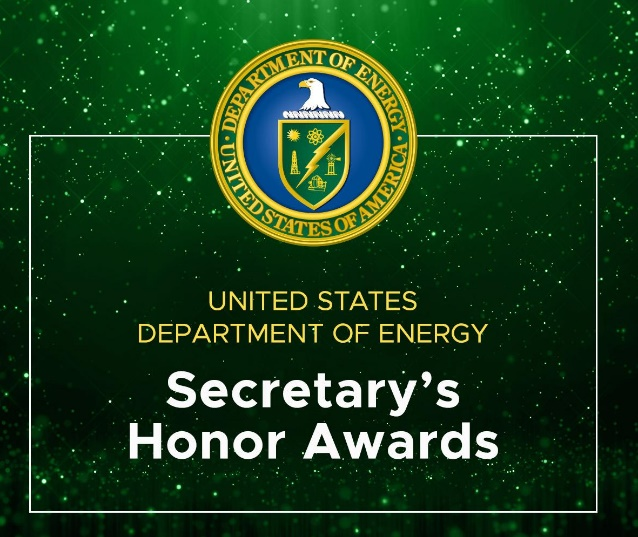 DEPARTMENT OF ENERGY
UNITED STATES OF AMERICA
UNITED STATES
DEPARTMENT OF ENERGY
Secretary’s
Honor Awards